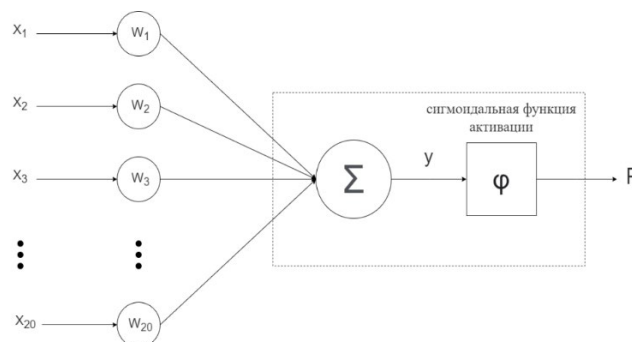 X1 W1
X2 W2
сигмоидальная функция
активации
X3 W3 Σ y φ P
X20 W20